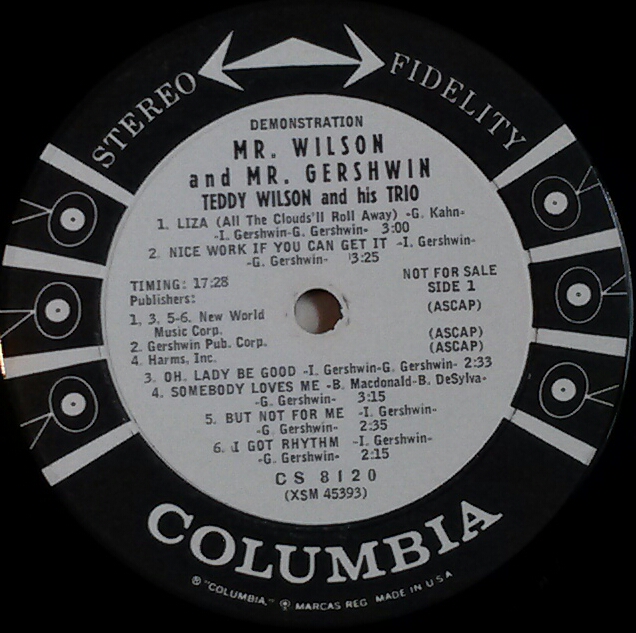 STEREO FIDELITY
DEMONSTRATION
MR. WILSON
and MR. GERSHWIN
TEDDY WILSON and his TRIO
1. LIZA (All The Clouds'll Roll Away) -G. Kahn-
-I. Gershwin-G. Gershwin- 3:00
2. NICE WORK IF YOU CAN GET IT -I. Gershwin-
-G. Gershwin- 3:25
TIMING: 17:28
Publishers:
1, 3, 5-6. New World
Music Corp.
2. Gershwin Pub. Corp.
4. Harms, Inc.
NOT FOR SALE
SIDE 1
(ASCAP)
(ASCAP)
(ASCAP)
3. OH, LADY BE GOOD -I. Gershwin-G. Gershwin- 2:33
4. SOMEBODY LOVES ME -B. Macdonald-B. DeSylva-
-G. Gershwin- 3:15
5. BUT NOT FOR ME -I. Gershwin-
-G. Gershwin- 2:35
6. I GOT RHYTHM -I. Gershwin-
-G. Gershwin- 2:15
CS 8120
(XSM 45393)
COLUMBIA
® "COLUMBIA," MARCAS REG. MADE IN U S A